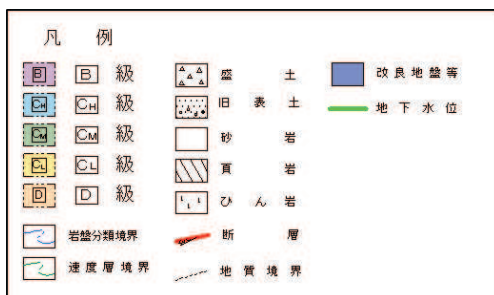 凡 例
B B 級 盛 土 改良地盤等
CH CH 級 旧 表 土 地下水位
CM CM 級 砂 岩
CL CL 級 頁 岩
D D 級 ひ ん 岩
岩盤分類境界 断 層
速度層境界 地質境界